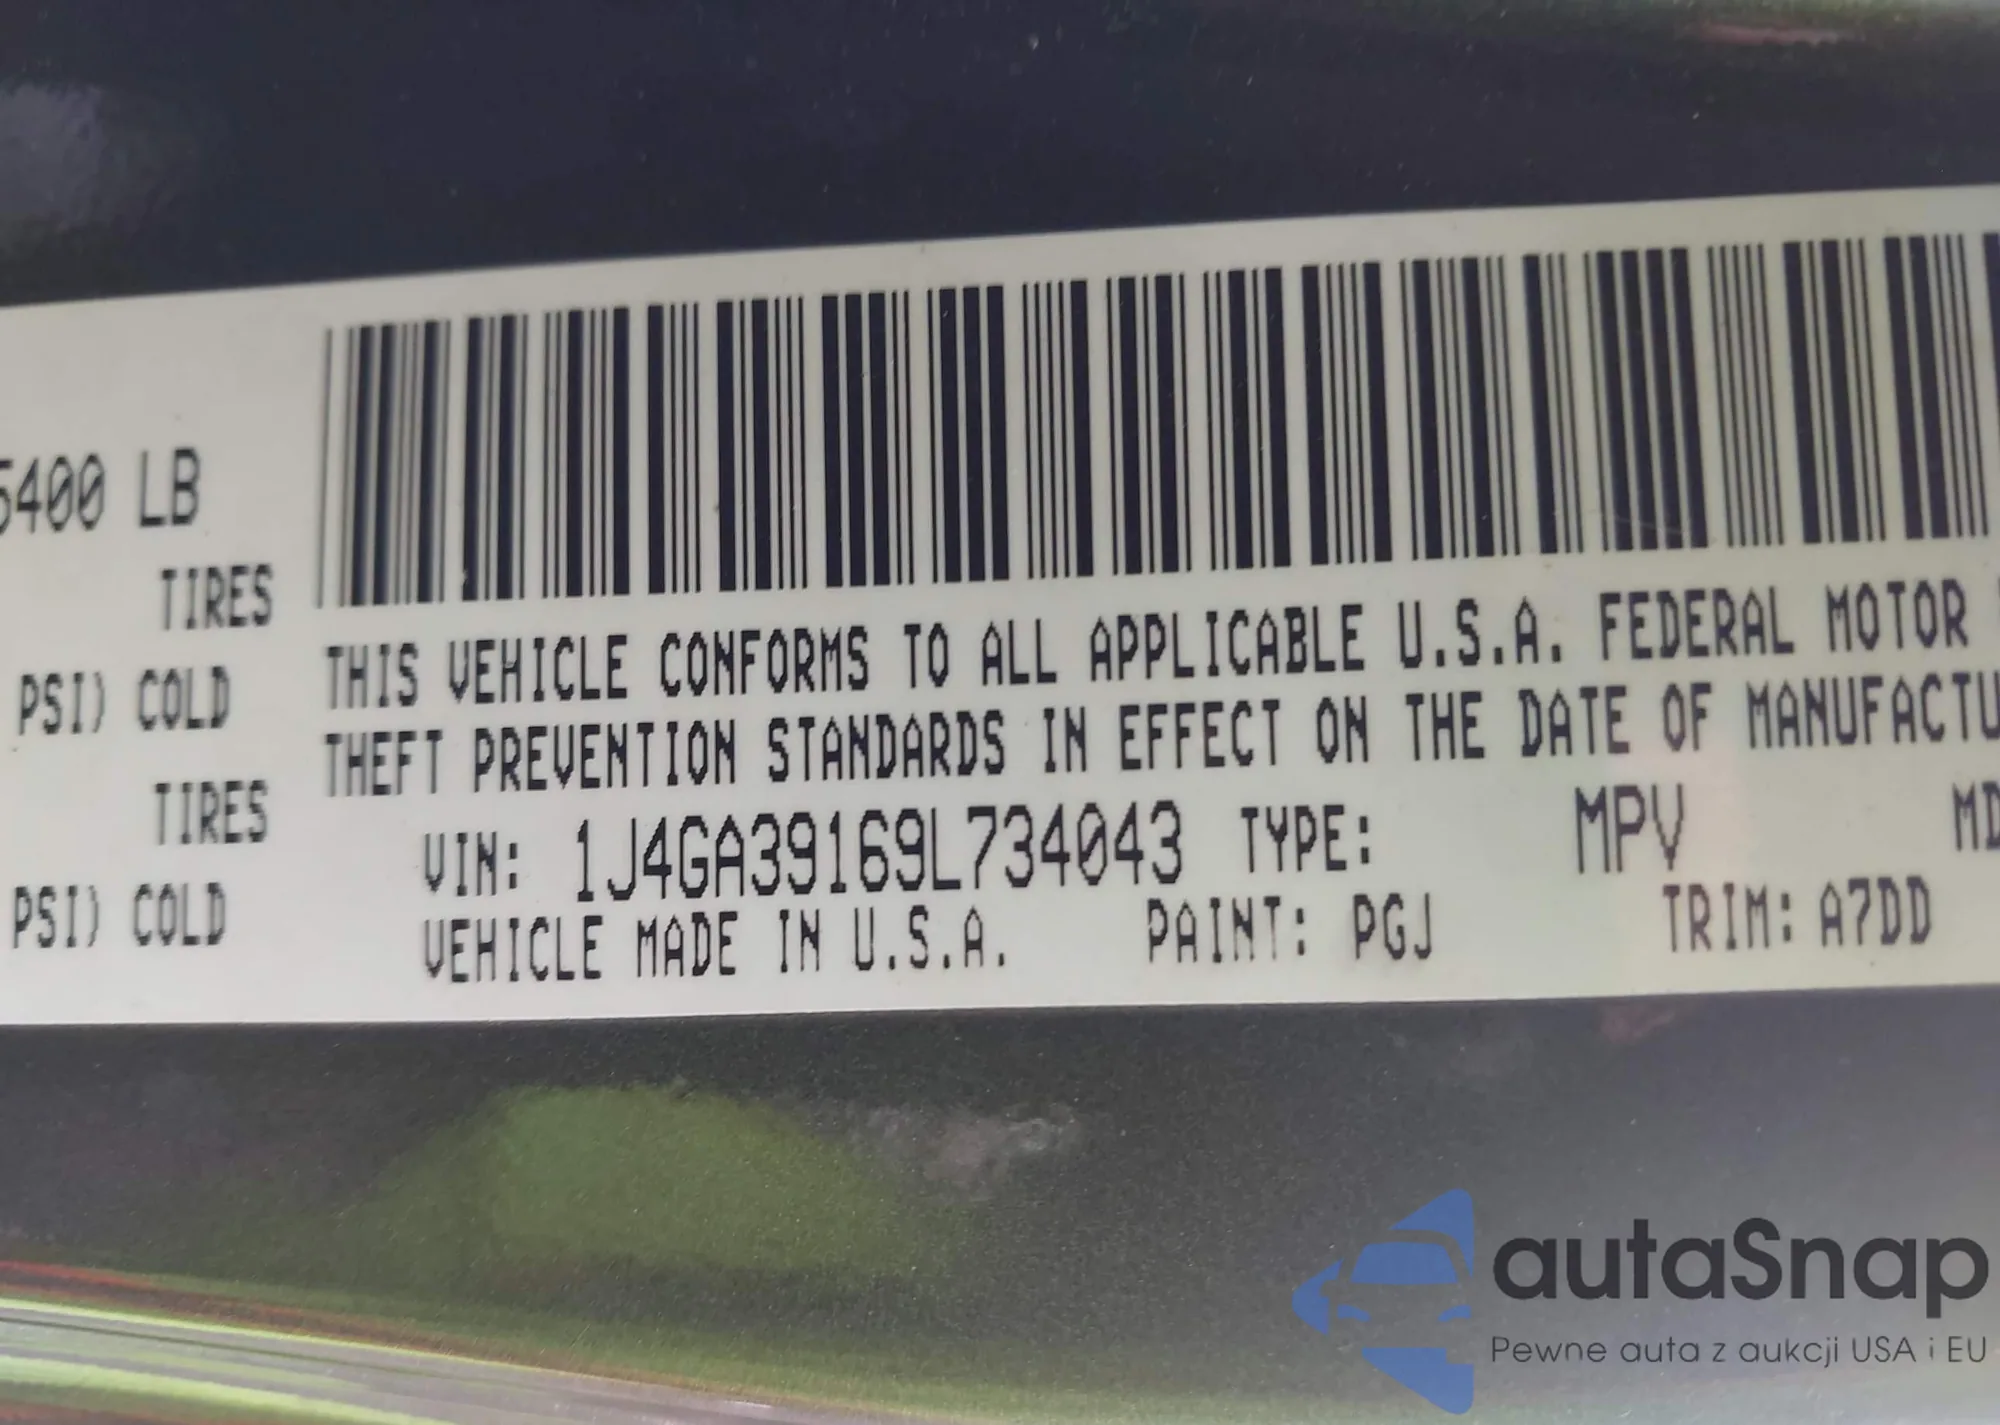 5400 LB
TIRES
PSI) COLD
TIRES
PSI) COLD
THIS VEHICLE CONFORMS TO ALL APPLICABLE U.S.A. FEDERAL MOTOR
THEFT PREVENTION STANDARDS IN EFFECT ON THE DATE OF MANUFACTU
VIN: 1J4GA39169L734043 TYPE: MPV MD
VEHICLE MADE IN U.S.A. PAINT: PGJ TRIM: A7DD
autaSnap
Pewne auta z aukcji USA i EU